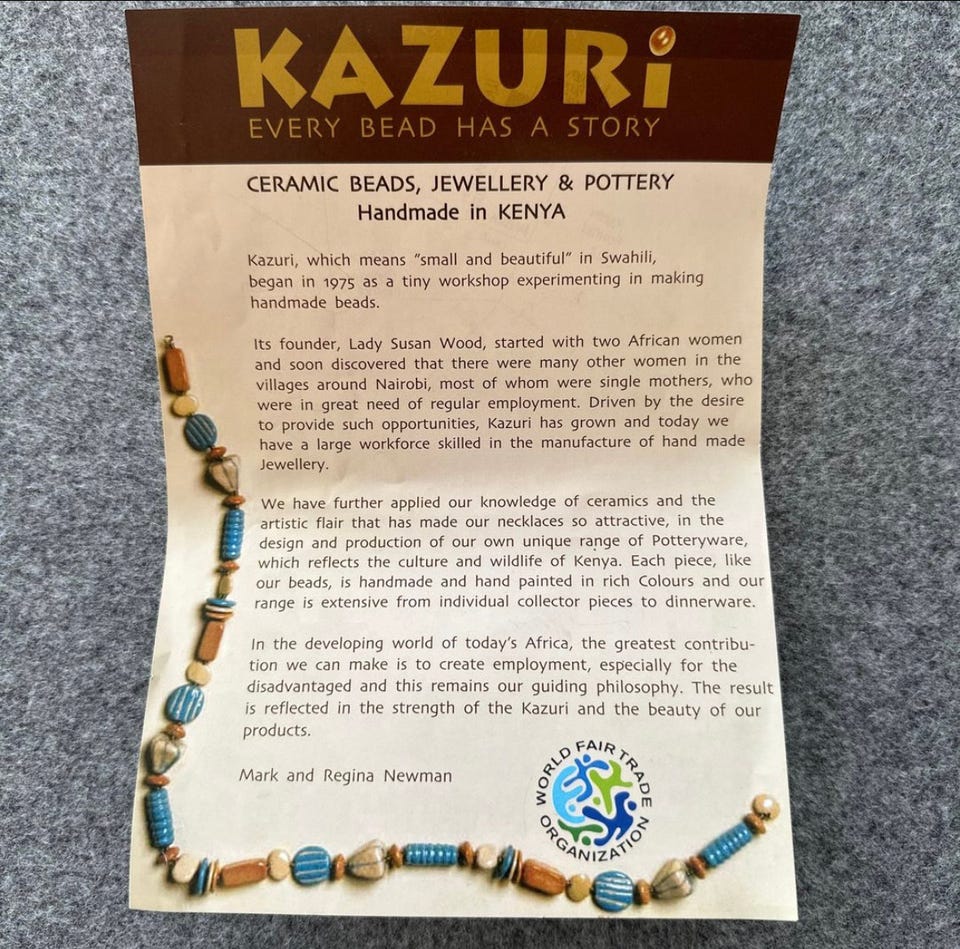 KAZURi
EVERY BEAD HAS A STORY
CERAMIC BEADS, JEWELLERY & POTTERY
Handmade in KENYA
Kazuri, which means “small and beautiful” in Swahili,
began in 1975 as a tiny workshop experimenting in making
handmade beads.
Its founder, Lady Susan Wood, started with two African women
and soon discovered that there were many other women in the
villages around Nairobi, most of whom were single mothers, who
were in great need of regular employment. Driven by the desire
to provide such opportunities, Kazuri has grown and today we
have a large workforce skilled in the manufacture of hand made
Jewellery.
We have further applied our knowledge of ceramics and the
artistic flair that has made our necklaces so attractive, in the
design and production of our own unique range of Potteryware,
which reflects the culture and wildlife of Kenya. Each piece, like
our beads, is handmade and hand painted in rich Colours and our
range is extensive from individual collector pieces to dinnerware.
In the developing world of today’s Africa, the greatest contribu-
tion we can make is to create employment, especially for the
disadvantaged and this remains our guiding philosophy. The result
is reflected in the strength of the Kazuri and the beauty of our
products.
Mark and Regina Newman
WORLD FAIR TRADE
ORGANIZATION